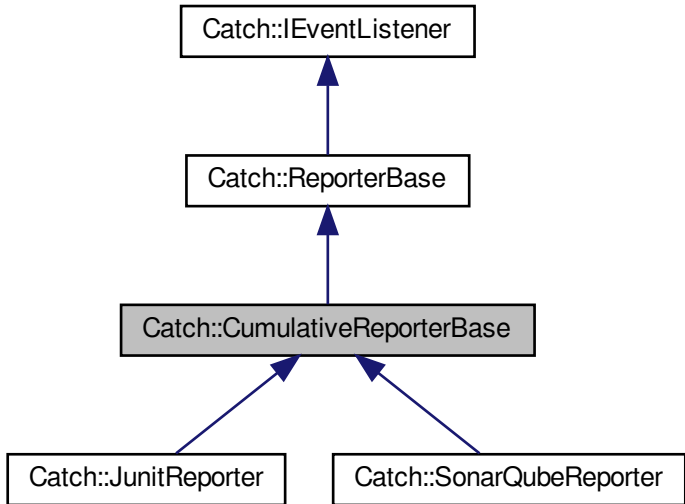 Catch::IEventListener
Catch::ReporterBase
Catch::CumulativeReporterBase
Catch::JunitReporter
Catch::SonarQubeReporter